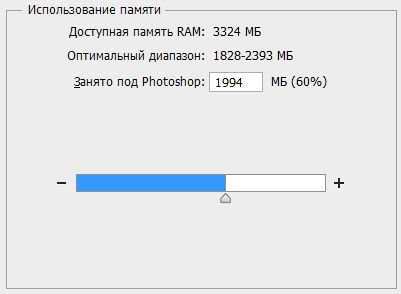 Использование памяти
Доступная память RAM: 3324 МБ
Оптимальный диапазон: 1828-2393 МБ
Занято под Photoshop: 1994 МБ (60%)
− +